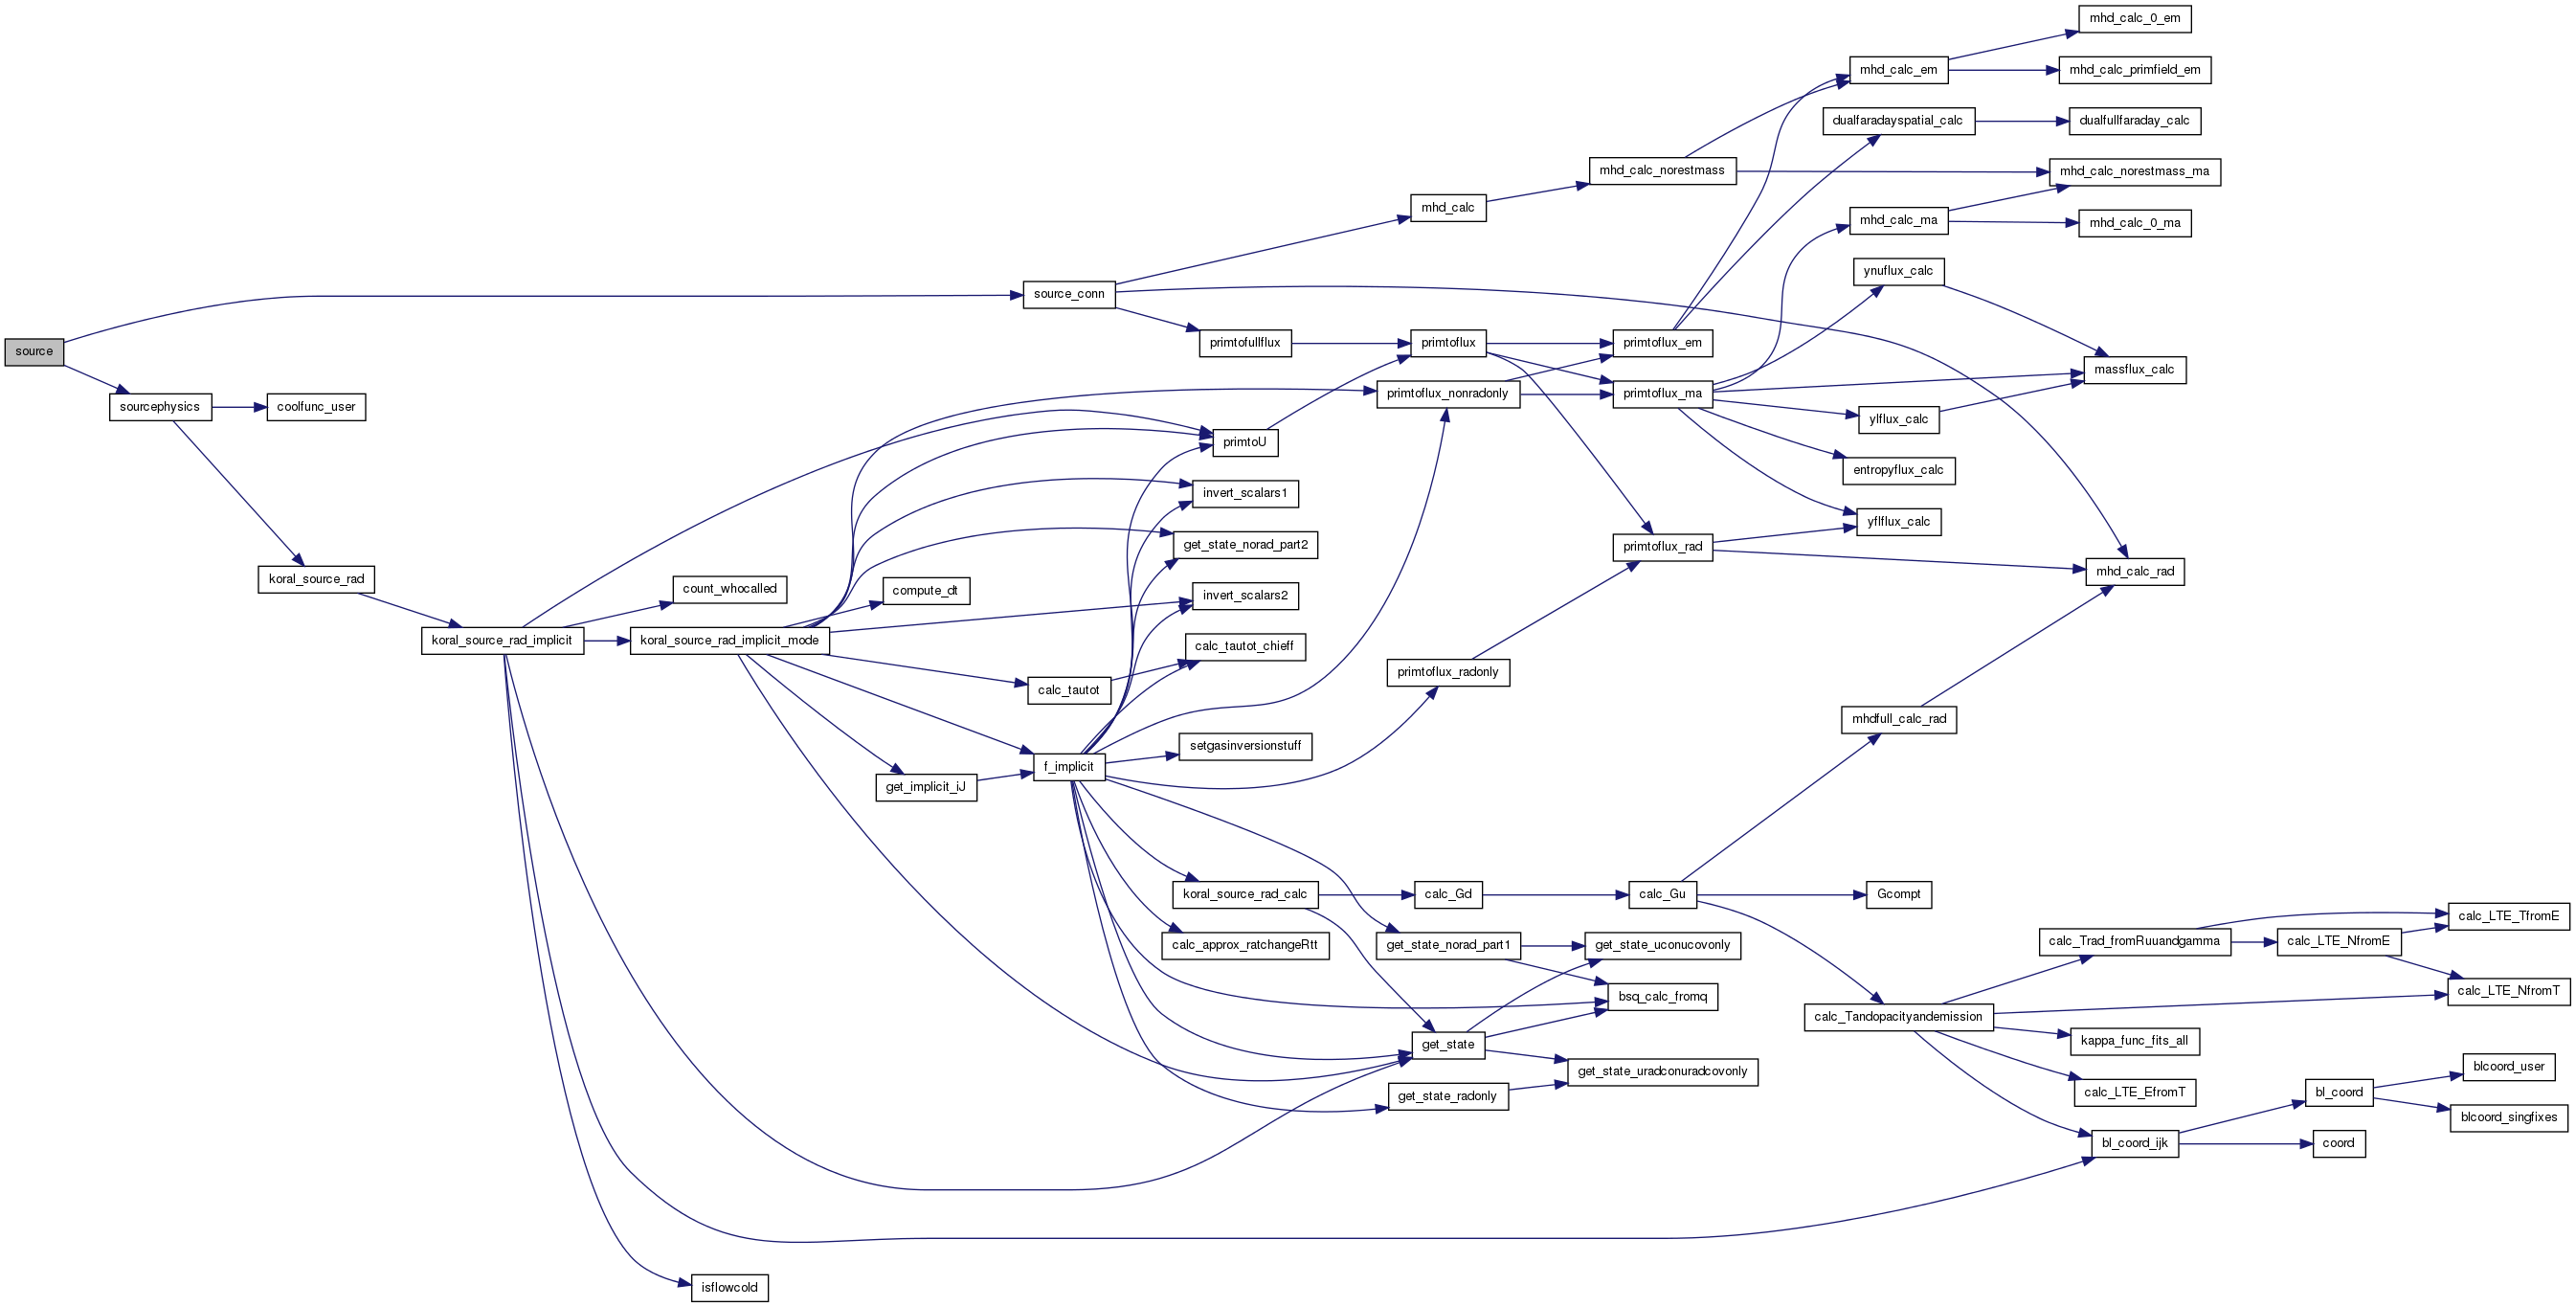 mhd_calc_0_em
mhd_calc_em
mhd_calc_primfield_em
dualfaradayspatial_calc
dualfullfaraday_calc
mhd_calc_norestmass
mhd_calc_norestmass_ma
mhd_calc
mhd_calc_ma
mhd_calc_0_ma
ynuflux_calc
source_conn
source
primtofullflux
primtoflux
primtoflux_em
massflux_calc
sourcephysics
coolfunc_user
primtoflux_nonradonly
primtoflux_ma
ylflux_calc
primtoU
entropyflux_calc
invert_scalars1
yflflux_calc
get_state_norad_part2
primtoflux_rad
koral_source_rad
mhd_calc_rad
count_whocalled
compute_dt
invert_scalars2
koral_source_rad_implicit
koral_source_rad_implicit_mode
calc_tautot_chieff
primtoflux_radonly
calc_tautot
mhdfull_calc_rad
setgasinversionstuff
f_implicit
get_implicit_iJ
koral_source_rad_calc
calc_Gd
calc_Gu
Gcompt
calc_LTE_TfromE
calc_approx_ratchangeRtt
get_state_norad_part1
get_state_uconucovonly
calc_Trad_fromRuuandgamma
calc_LTE_NfromE
bsq_calc_fromq
calc_LTE_NfromT
calc_Tandopacityandemission
get_state
kappa_func_fits_all
get_state_uradconuradcovonly
blcoord_user
get_state_radonly
calc_LTE_EfromT
bl_coord
blcoord_singfixes
bl_coord_ijk
coord
isflowcold